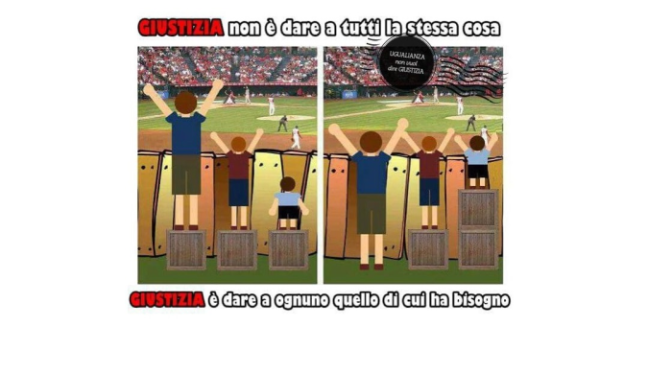 GIUSTIZIA non è dare a tutti la stessa cosa
UGUALIANZA
non vuol
dire GIUSTIZIA
GIUSTIZIA è dare a ognuno quello di cui ha bisogno